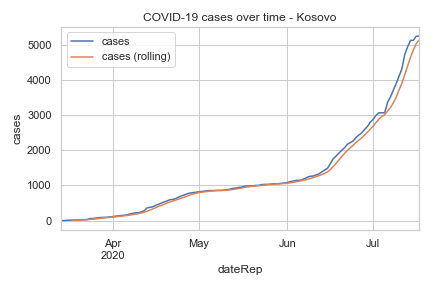 COVID-19 cases over time - Kosovo
cases
cases (rolling)
5000
4000
3000
2000
1000
0
cases
Apr
2020
May
Jun
Jul
dateRep